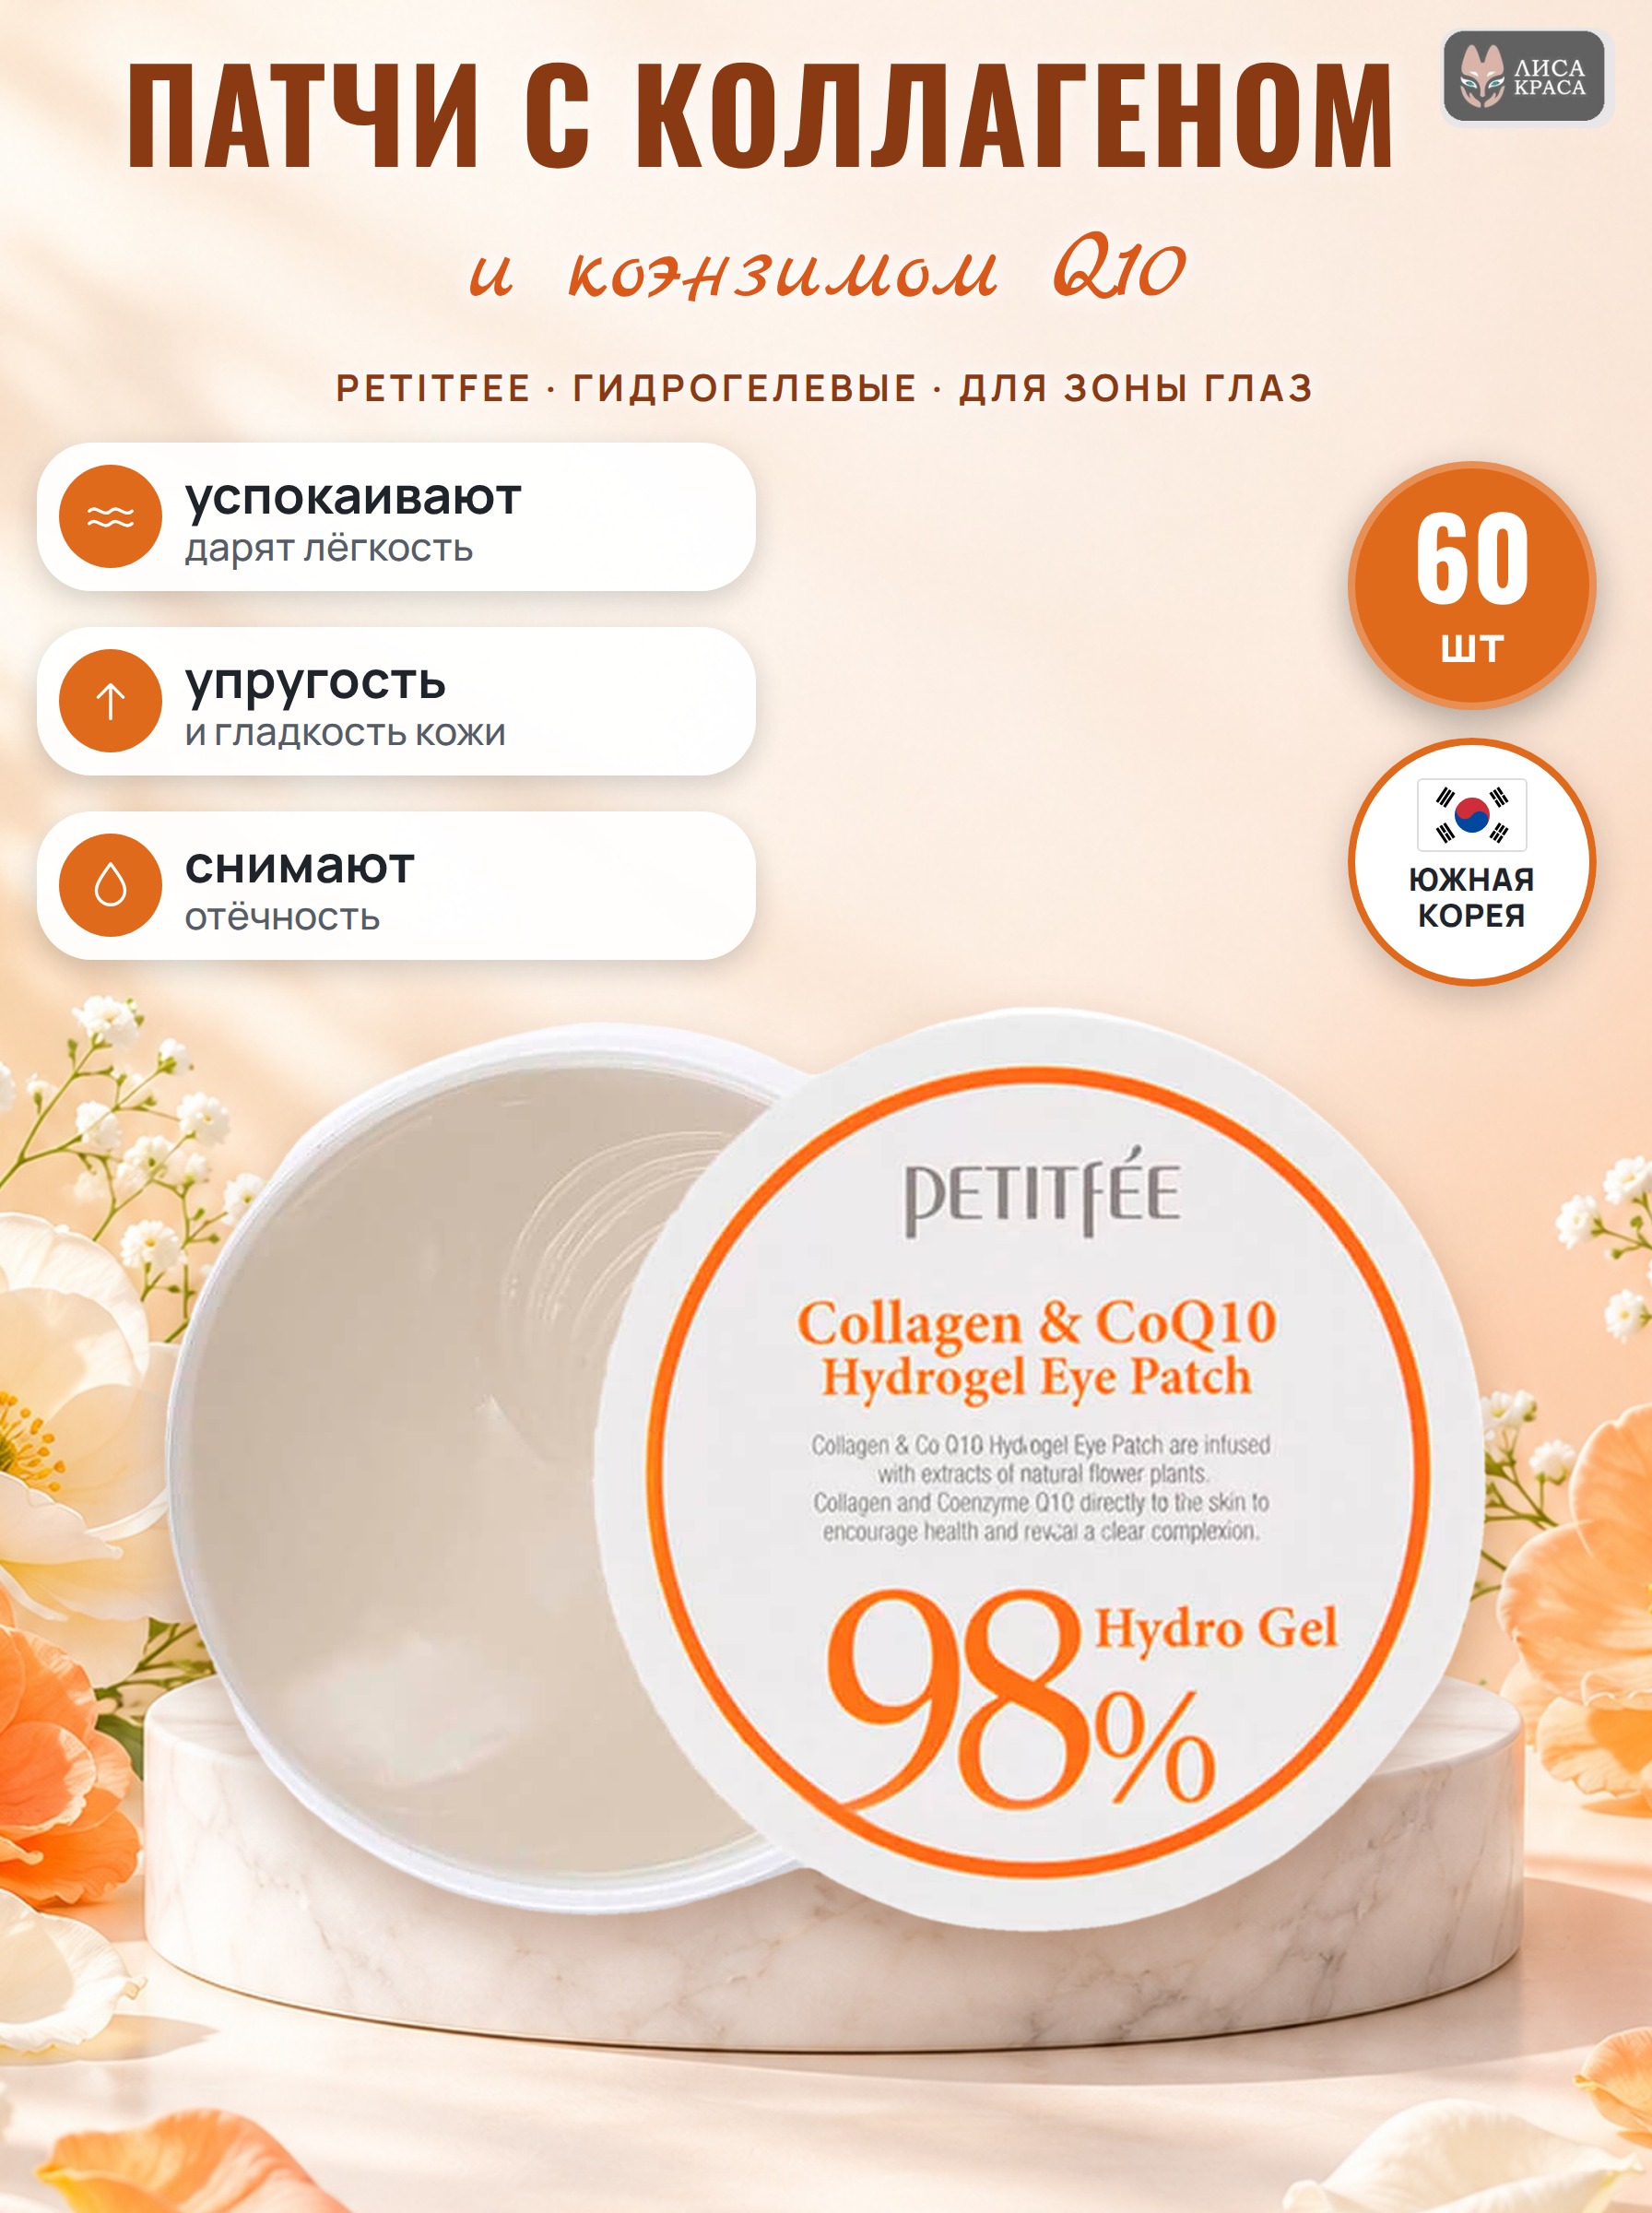 ПАТЧИ С КОЛЛАГЕНОМ
ЛИСА
КРАСА
и коэнзимом Q10
PETITFEE · ГИДРОГЕЛЕВЫЕ · ДЛЯ ЗОНЫ ГЛАЗ
успокаивают
дарят лёгкость
упругость
и гладкость кожи
снимают
отёчность
60
шт
ЮЖНАЯ
КОРЕЯ
PETITFÉE
Collagen & CoQ10
Hydrogel Eye Patch
Collagen & Co Q10 Hydrogel Eye Patch are infused
with extracts of natural flower plants.
Collagen and Coenzyme Q10 directly to the skin to
encourage health and reveal a clear complexion.
98%
Hydro Gel